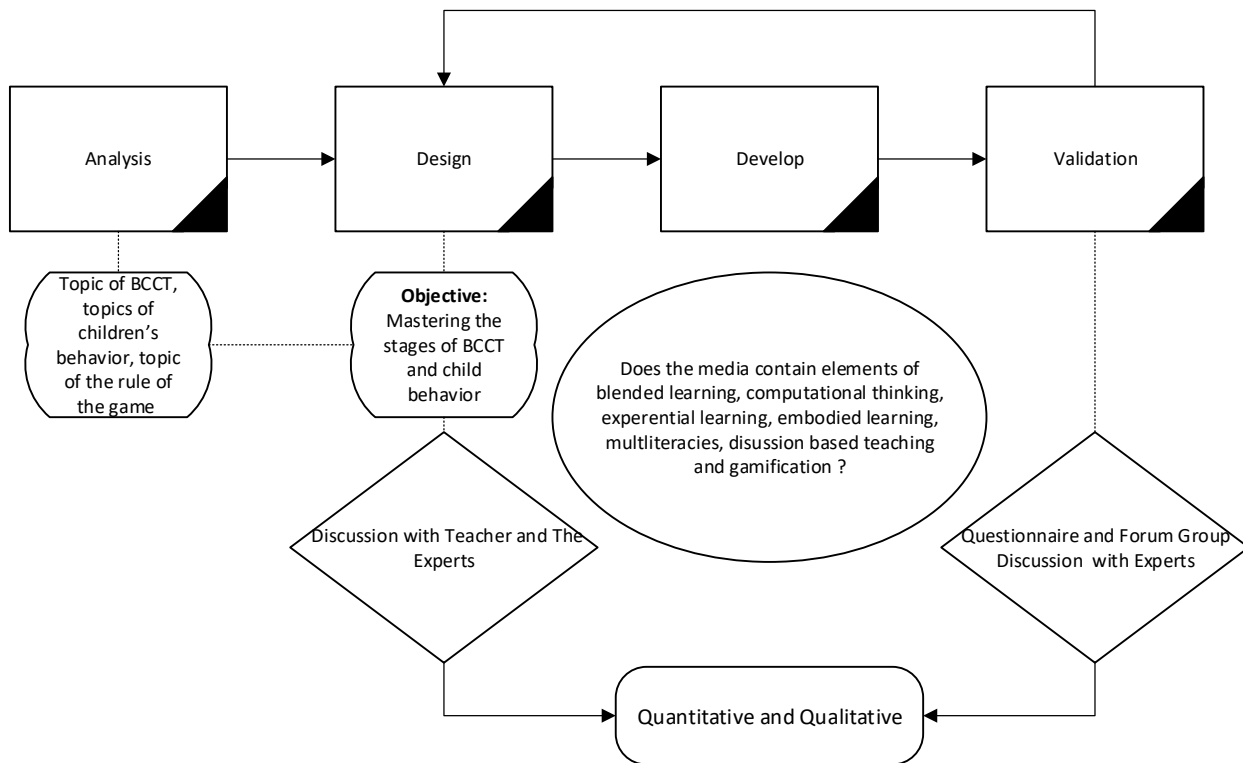 Analysis
Design
Develop
Validation
Topic of BCCT,
topics of
children's
behavior, topic
of the rule of
the game
Objective:
Mastering the
stages of BCCT
and child
behavior
Does the media contain elements of
blended learning, computational thinking,
experential learning, embodied learning,
multliteracies, disussion based teaching
and gamification ?
Discussion with Teacher and The
Experts
Questionnaire and Forum Group
Discussion with Experts
Quantitative and Qualitative